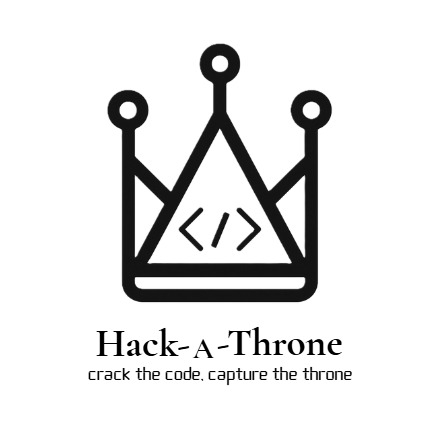 </>
Hack-A-Throne
crack the code, capture the throne